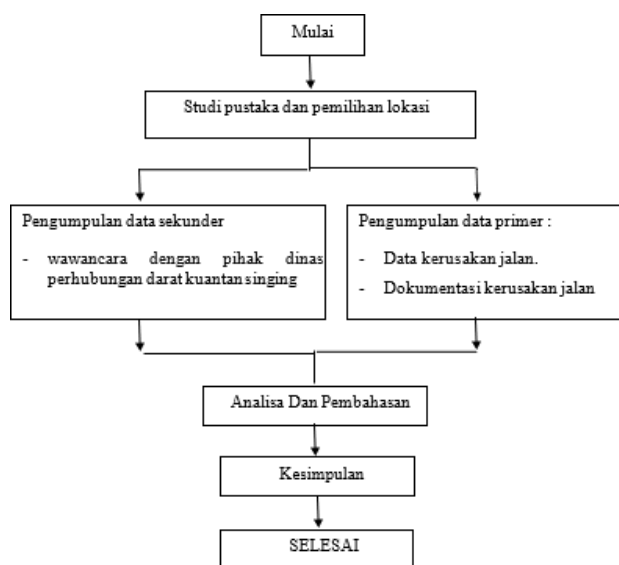 Mulai
Studi pustaka dan pemilihan lokasi
Pengumpulan data sekunder
- wawancara dengan pihak dinas
perhubungan darat kuantan singing
Pengumpulan data primer :
- Data kerusakan jalan.
- Dokumentasi kerusakan jalan
Analisa Dan Pembahasan
Kesimpulan
SELESAI